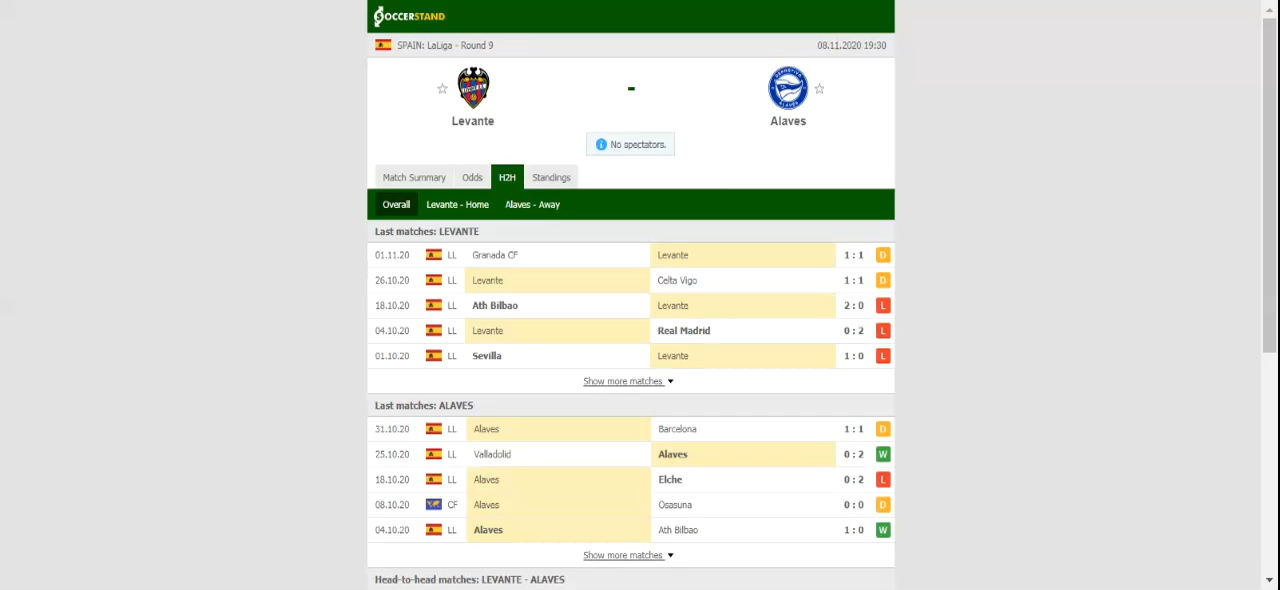 SOCCERSTAND
SPAIN: LaLiga - Round 9 08.11.2020 19:30
-
Levante Alaves
No spectators.
Match Summary Odds H2H Standings
Overall Levante - Home Alaves - Away
Last matches: LEVANTE
01.11.20 LL Granada CF Levante 1 : 1 D
26.10.20 LL Levante Celta Vigo 1 : 1 D
18.10.20 LL Ath Bilbao Levante 2 : 0 L
04.10.20 LL Levante Real Madrid 0 : 2 L
01.10.20 LL Sevilla Levante 1 : 0 L
Show more matches
Last matches: ALAVES
31.10.20 LL Alaves Barcelona 1 : 1 D
25.10.20 LL Valladolid Alaves 0 : 2 W
18.10.20 LL Alaves Elche 0 : 2 L
08.10.20 CF Alaves Osasuna 0 : 0 D
04.10.20 LL Alaves Ath Bilbao 1 : 0 W
Show more matches
Head-to-head matches: LEVANTE - ALAVES